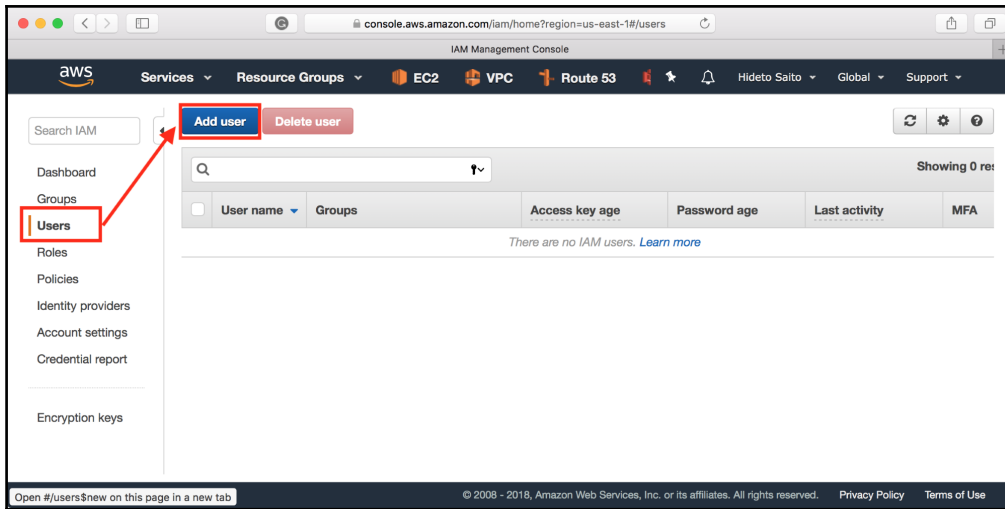 console.aws.amazon.com/iam/home?region=us-east-1#/users
IAM Management Console
aws
Services
Resource Groups
EC2
VPC
Route 53
Hideto Saito
Global
Support
Search IAM
Add user
Delete user
Dashboard
Groups
Users
Roles
Policies
Identity providers
Account settings
Credential report
Encryption keys
Showing 0 res
User name
Groups
Access key age
Password age
Last activity
MFA
There are no IAM users. Learn more
Open #/users$new on this page in a new tab
© 2008 - 2018, Amazon Web Services, Inc. or its affiliates. All rights reserved.
Privacy Policy
Terms of Use